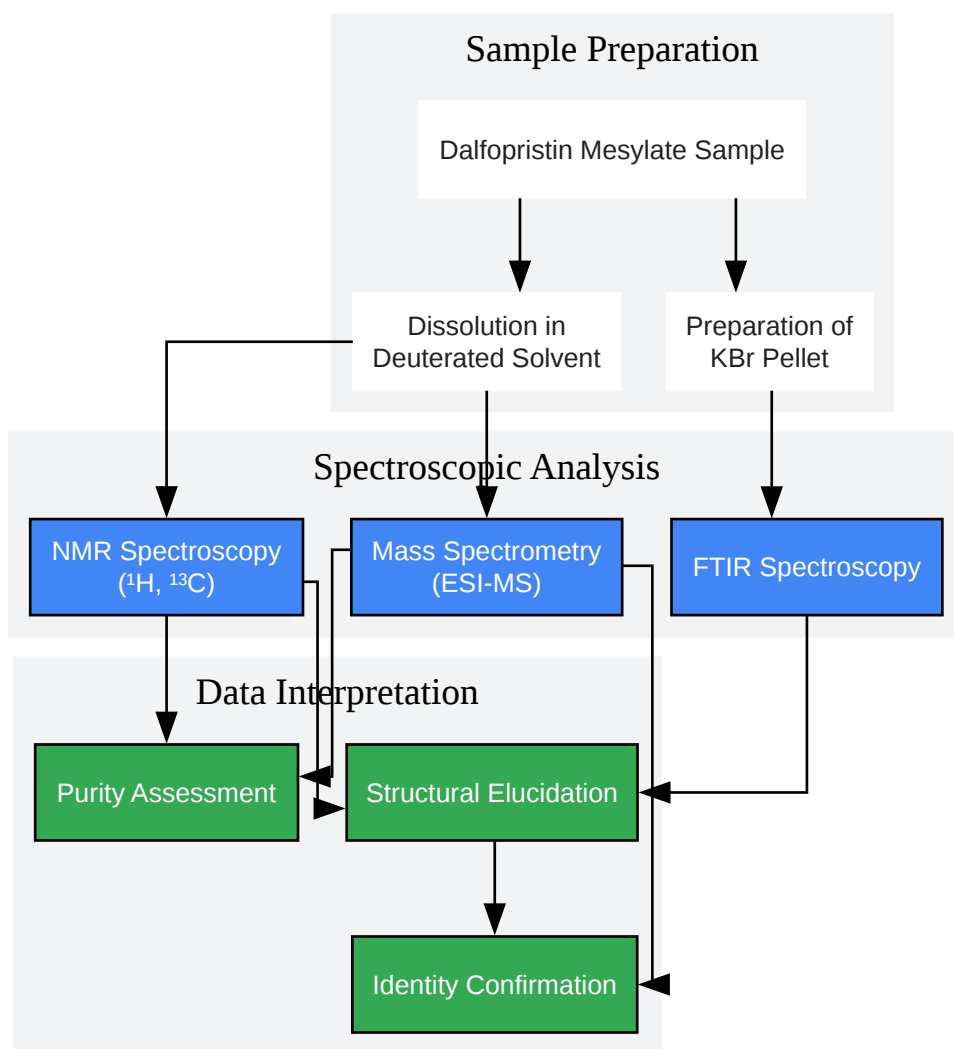 Sample Preparation
Dalfopristin Mesylate Sample
Dissolution in
Deuterated Solvent
Preparation of
KBr Pellet
Spectroscopic Analysis
NMR Spectroscopy
(¹H, ¹³C)
Mass Spectrometry
(ESI-MS)
FTIR Spectroscopy
Data Interpretation
Purity Assessment
Structural Elucidation
Identity Confirmation